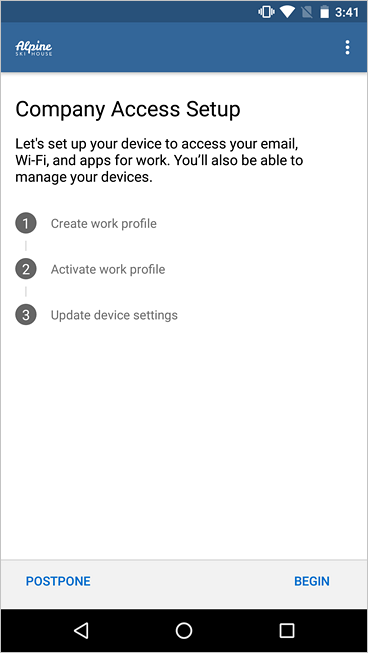 3:41
Alpine
SKI HOUSE
Company Access Setup
Let's set up your device to access your email,
Wi-Fi, and apps for work. You’ll also be able to
manage your devices.
1 Create work profile
2 Activate work profile
3 Update device settings
POSTPONE BEGIN